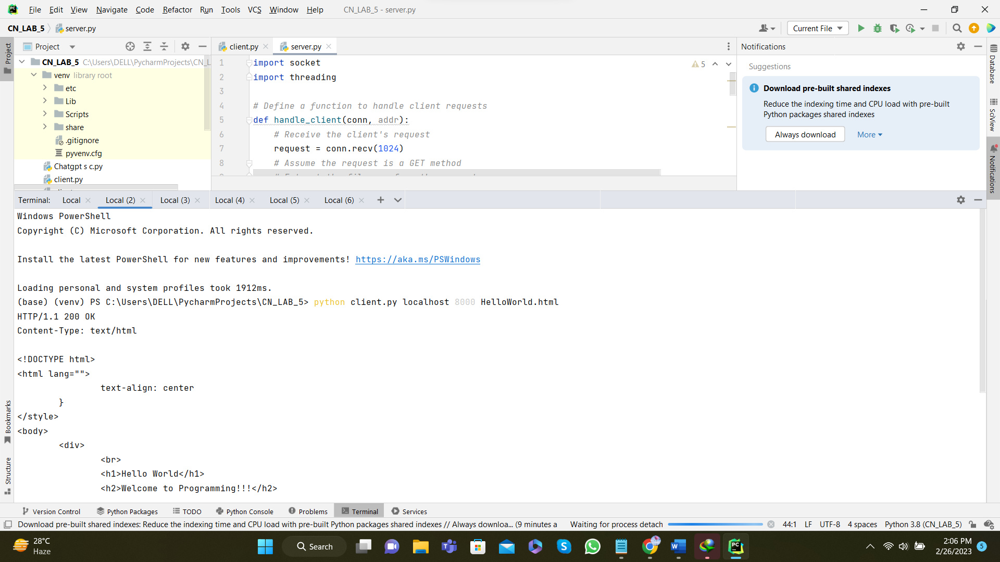 File Edit View Navigate Code Refactor Run Tools VCS Window Help CN_LAB_5 - server.py
CN_LAB_5 server.py
Current File
Project
Project
client.py
server.py
CN_LAB_5 C:\Users\DELL\PycharmProjects\CN_L
venv library root
etc
Lib
Scripts
share
.gitignore
pyvenv.cfg
Chatgpt s c.py
client.py
1 import socket
2 import threading
3
4 # Define a function to handle client requests
5 def handle_client(conn, addr):
6 # Receive the client's request
7 request = conn.recv(1024)
8 # Assume the request is a GET method
5
Notifications
Suggestions
Download pre-built shared indexes
Reduce the indexing time and CPU load with pre-built
Python packages shared indexes
Always download More
Database
SciView
Notifications
Terminal: Local Local (2) Local (3) Local (4) Local (5) Local (6)
Windows PowerShell
Copyright (C) Microsoft Corporation. All rights reserved.
Install the latest PowerShell for new features and improvements! https://aka.ms/PSWindows
Loading personal and system profiles took 1912ms.
(base) (venv) PS C:\Users\DELL\PycharmProjects\CN_LAB_5> python client.py localhost 8000 HelloWorld.html
HTTP/1.1 200 OK
Content-Type: text/html
<!DOCTYPE html>
<html lang="">
text-align: center
}
</style>
<body>
<div>
<br>
<h1>Hello World</h1>
<h2>Welcome to Programming!!!</h2>
Bookmarks
Structure
Version Control Python Packages TODO Python Console Problems Terminal Services
Download pre-built shared indexes: Reduce the indexing time and CPU load with pre-built Python packages shared indexes // Always downloa... (9 minutes a Waiting for process detach 44:1 LF UTF-8 4 spaces Python 3.8 (CN_LAB_5)
28°C
Haze
Search
2:06 PM
2/26/2023
5